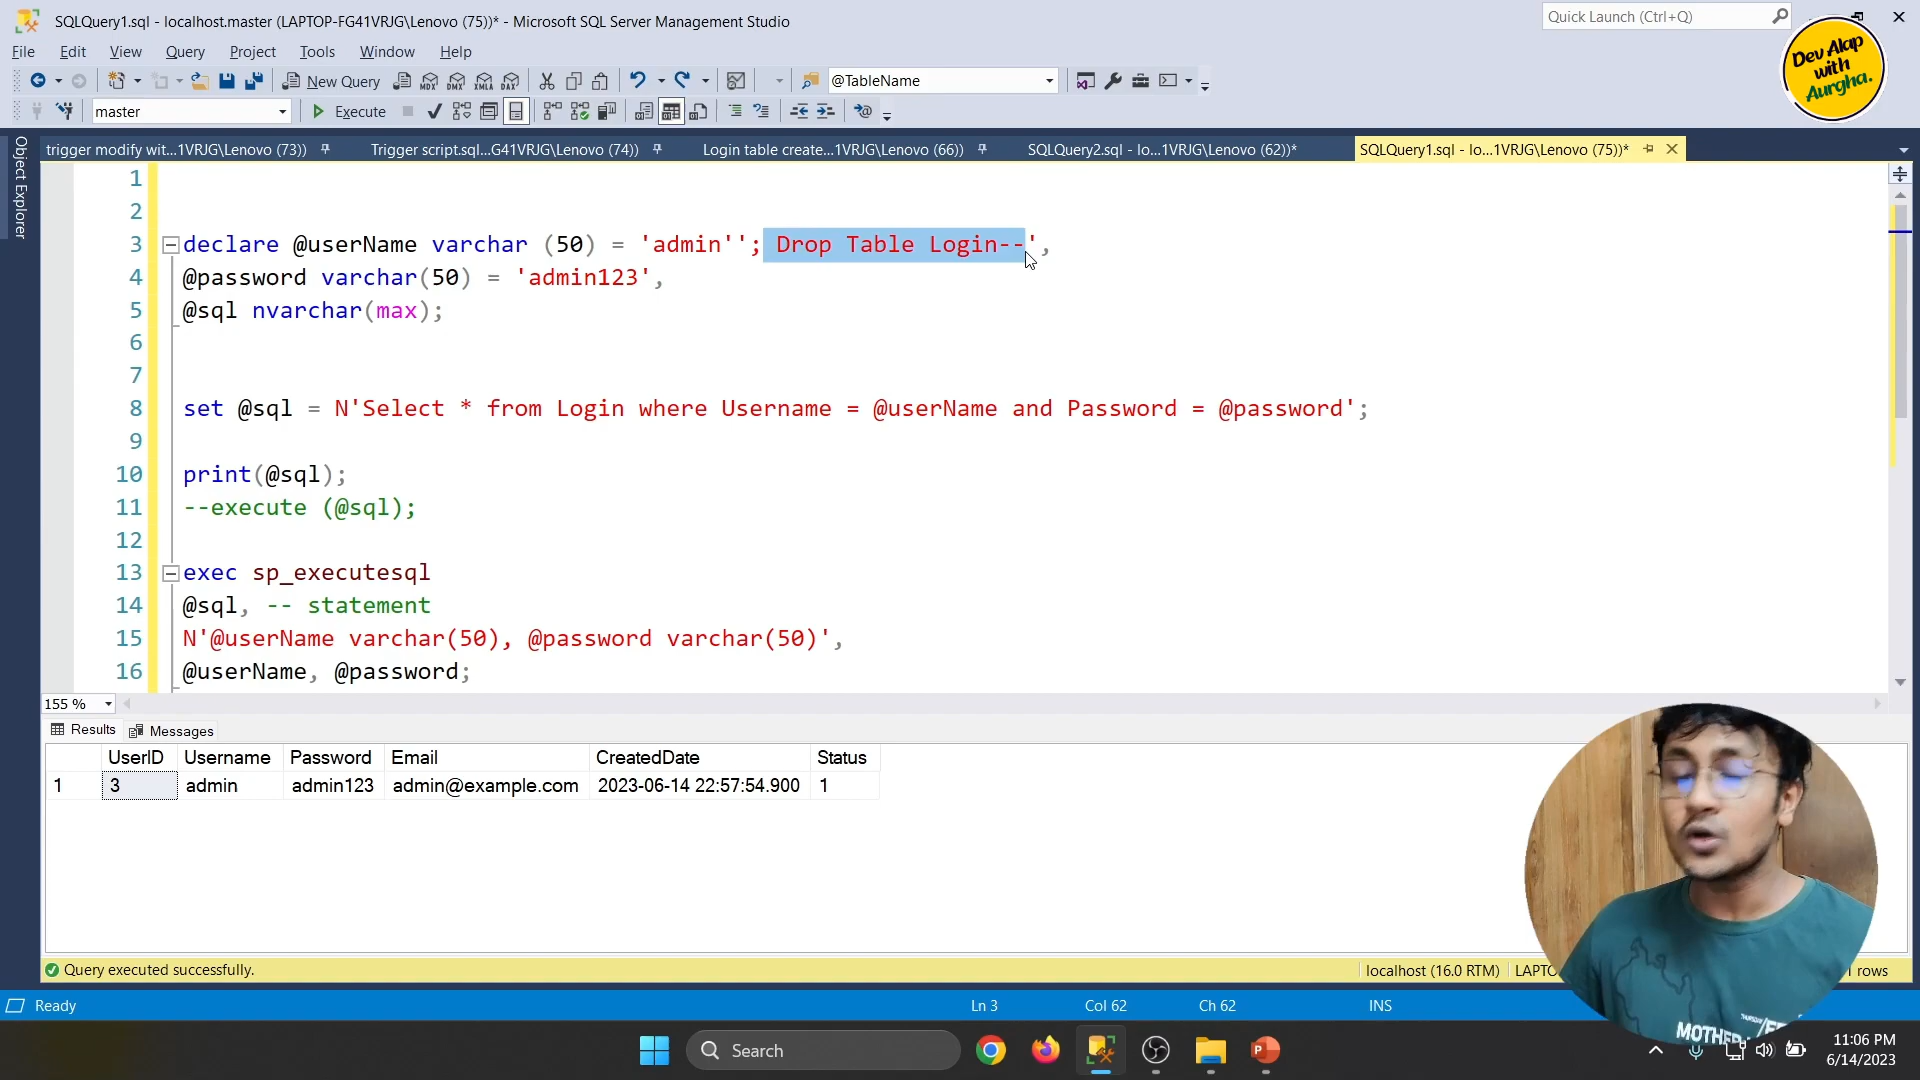 SQLQuery1.sql - localhost.master (LAPTOP-FG41VRJG\Lenovo (75))* - Microsoft SQL Server Management Studio
Quick Launch (Ctrl+Q)
Dev Alap
with
Aurgha.
File Edit View Query Project Tools Window Help
New Query
MDX DMX XMLA DAX
@TableName
master
Execute
Object Explorer
trigger modify wit...1VRJG\Lenovo (73))
Trigger script.sql...G41VRJG\Lenovo (74))
Login table create...1VRJG\Lenovo (66))
SQLQuery2.sql - lo...1VRJG\Lenovo (62))*
SQLQuery1.sql - lo...1VRJG\Lenovo (75))*
1
2
3 declare @userName varchar (50) = 'admin''; Drop Table Login--',
4 @password varchar(50) = 'admin123',
5 @sql nvarchar(max);
6
7
8 set @sql = N'Select * from Login where Username = @userName and Password = @password';
9
10 print(@sql);
11 --execute (@sql);
12
13 exec sp_executesql
14 @sql, -- statement
15 N'@userName varchar(50), @password varchar(50)',
16 @userName, @password;
155 %
Results Messages
UserID Username Password Email CreatedDate Status
1 3 admin admin123 admin@example.com 2023-06-14 22:57:54.900 1
Query executed successfully.
localhost (16.0 RTM)
rows
Ready
Ln 3
Col 62
Ch 62
INS
MOTHER
Search
11:06 PM
6/14/2023